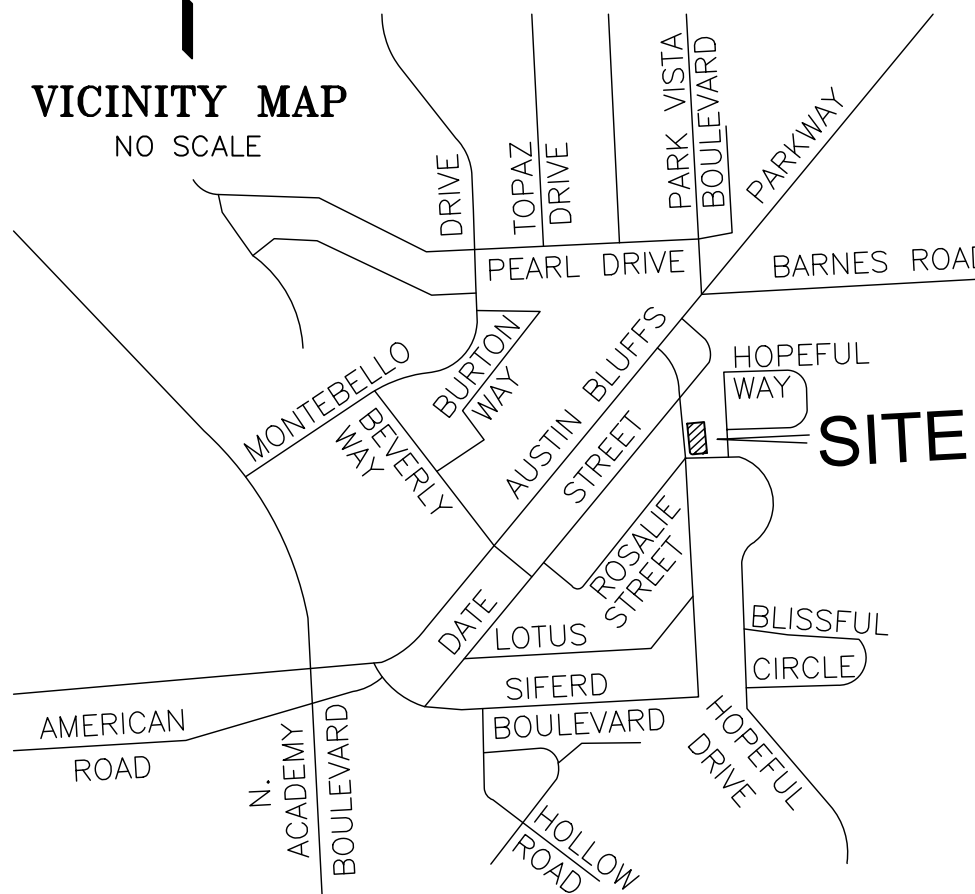 VICINITY MAP
NO SCALE
DRIVE
TOPAZ
DRIVE
PARK VISTA
BOULEVARD
PARKWAY
PEARL DRIVE
BARNES ROAD
MONTEBELLO
BURTON
WAY
BEVERLY
WAY
AUSTIN BLUFFS
STREET
HOPEFUL
WAY
SITE
ROSALIE
STREET
DATE
LOTUS
BLISSFUL
CIRCLE
SIFERD
BOULEVARD
AMERICAN
ROAD
N.
ACADEMY
BOULEVARD
HOPEFUL
DRIVE
HOLLOW
ROAD